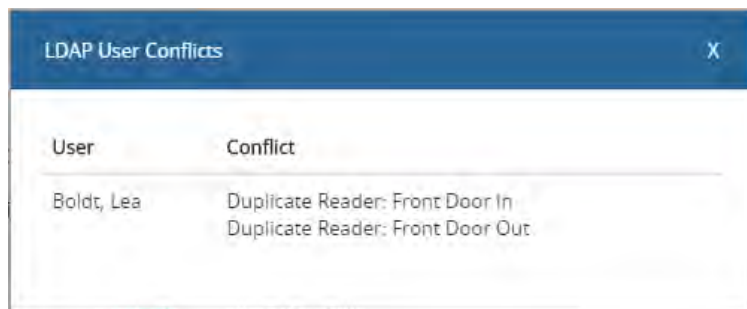 LDAP User Conflicts X
User Conflict
Boldt, Lea Duplicate Reader: Front Door In
Duplicate Reader: Front Door Out